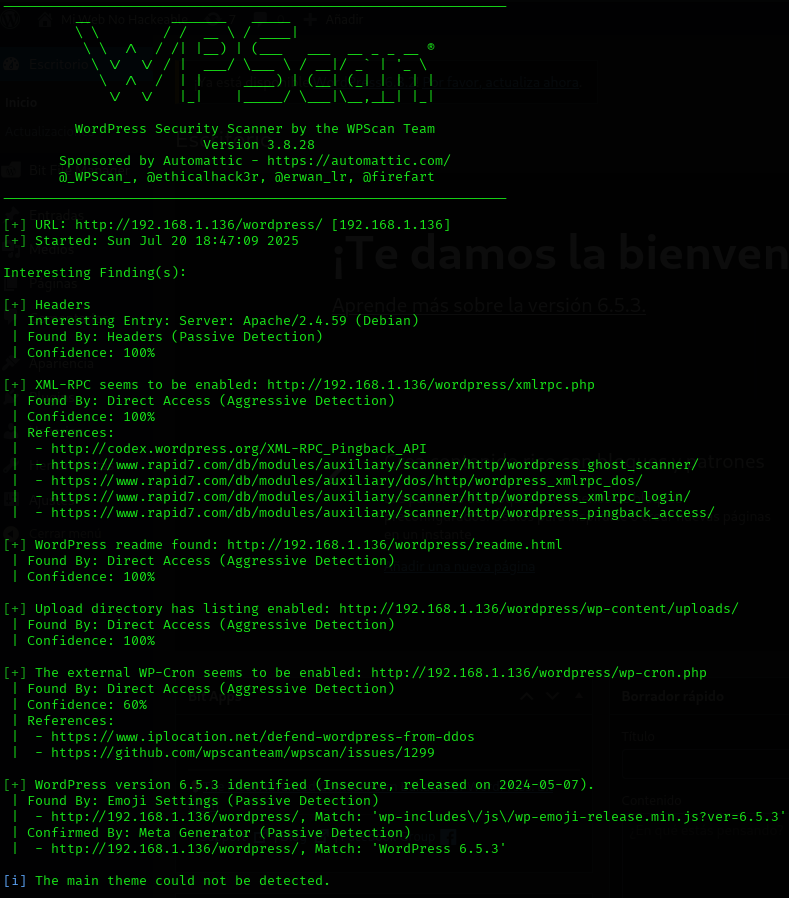 WordPress Security Scanner by the WPScan Team
Version 3.8.28
Sponsored by Automattic - https://automattic.com/
@_WPScan_, @ethicalhack3r, @erwan_lr, @firefart
[+] URL: http://192.168.1.136/wordpress/ [192.168.1.136]
[+] Started: Sun Jul 20 18:47:09 2025
¡Te damos la bienven
Interesting Finding(s):
Aprende más sobre la versión 6.5.3.
[+] Headers
| Interesting Entry: Server: Apache/2.4.59 (Debian)
| Found By: Headers (Passive Detection)
| Confidence: 100%
[+] XML-RPC seems to be enabled: http://192.168.1.136/wordpress/xmlrpc.php
| Found By: Direct Access (Aggressive Detection)
| Confidence: 100%
| References:
|  - http://codex.wordpress.org/XML-RPC_Pingback_API
|  - https://www.rapid7.com/db/modules/auxiliary/scanner/http/wordpress_ghost_scanner/
|  - https://www.rapid7.com/db/modules/auxiliary/dos/http/wordpress_xmlrpc_dos/
|  - https://www.rapid7.com/db/modules/auxiliary/scanner/http/wordpress_xmlrpc_login/
|  - https://www.rapid7.com/db/modules/auxiliary/scanner/http/wordpress_pingback_access/
[+] WordPress readme found: http://192.168.1.136/wordpress/readme.html
| Found By: Direct Access (Aggressive Detection)
| Confidence: 100%
[+] Upload directory has listing enabled: http://192.168.1.136/wordpress/wp-content/uploads/
| Found By: Direct Access (Aggressive Detection)
| Confidence: 100%
[+] The external WP-Cron seems to be enabled: http://192.168.1.136/wordpress/wp-cron.php
| Found By: Direct Access (Aggressive Detection)
| Confidence: 60%
| References:
|  - https://www.iplocation.net/defend-wordpress-from-ddos
|  - https://github.com/wpscanteam/wpscan/issues/1299
Borrador rápido
Título
[+] WordPress version 6.5.3 identified (Insecure, released on 2024-05-07).
| Found By: Emoji Settings (Passive Detection)
|  - http://192.168.1.136/wordpress/, Match: 'wp-includes\/js\/wp-emoji-release.min.js?ver=6.5.3'
| Confirmed By: Meta Generator (Passive Detection)
|  - http://192.168.1.136/wordpress/, Match: 'WordPress 6.5.3'
[i] The main theme could not be detected.